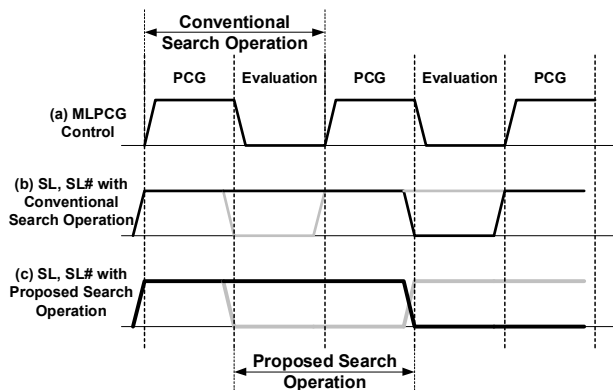 Conventional
Search Operation
PCG Evaluation PCG Evaluation PCG
(a) MLPCG
Control
(b) SL, SL# with
Conventional
Search Operation
(c) SL, SL# with
Proposed Search
Operation
Proposed Search
Operation